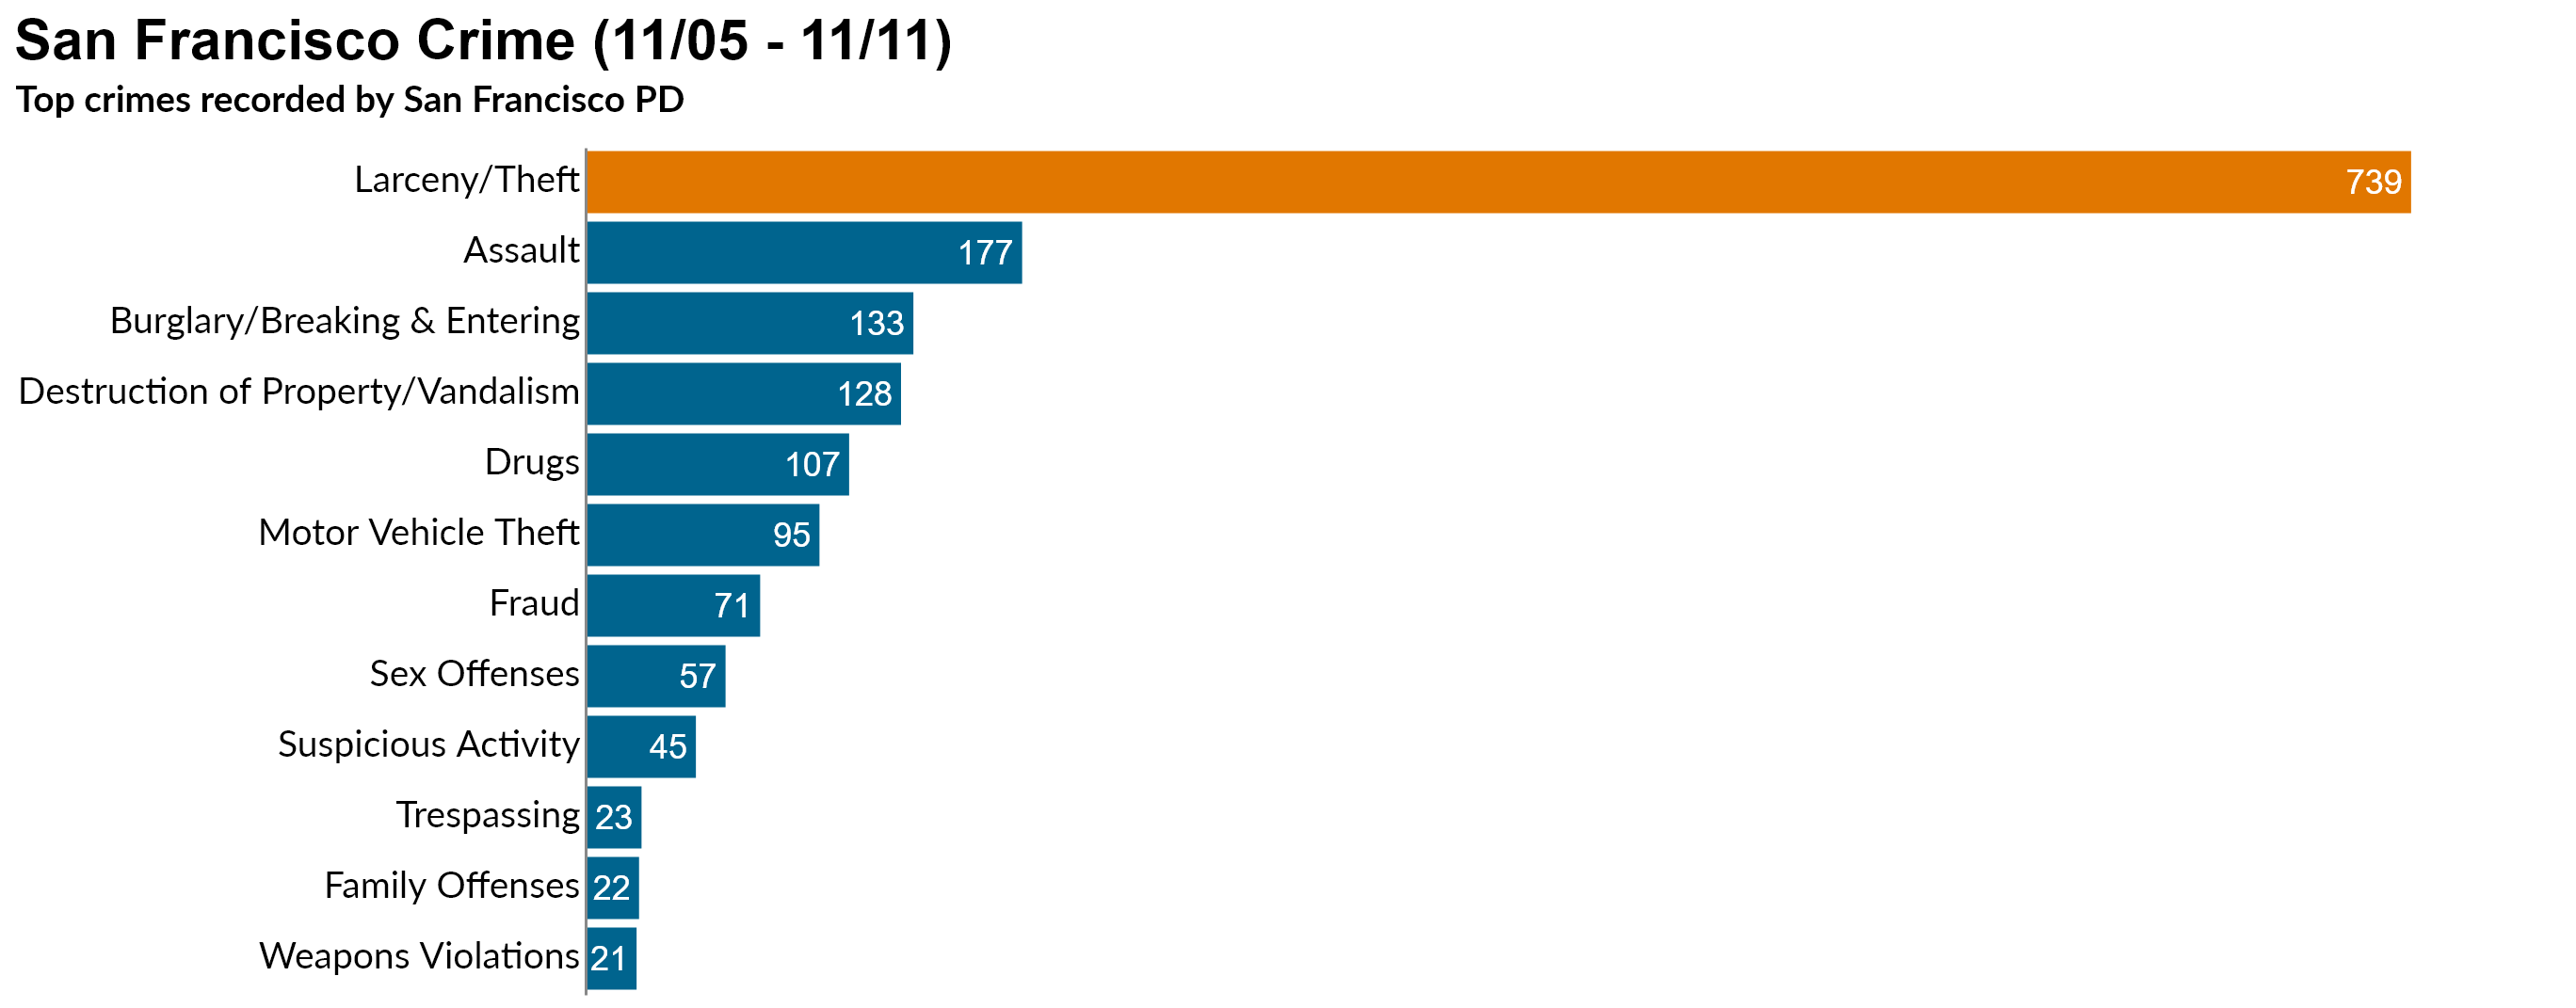 San Francisco Crime (11/05 - 11/11)
Top crimes recorded by San Francisco PD
Larceny/Theft 739
Assault 177
Burglary/Breaking & Entering 133
Destruction of Property/Vandalism 128
Drugs 107
Motor Vehicle Theft 95
Fraud 71
Sex Offenses 57
Suspicious Activity 45
Trespassing 23
Family Offenses 22
Weapons Violations 21